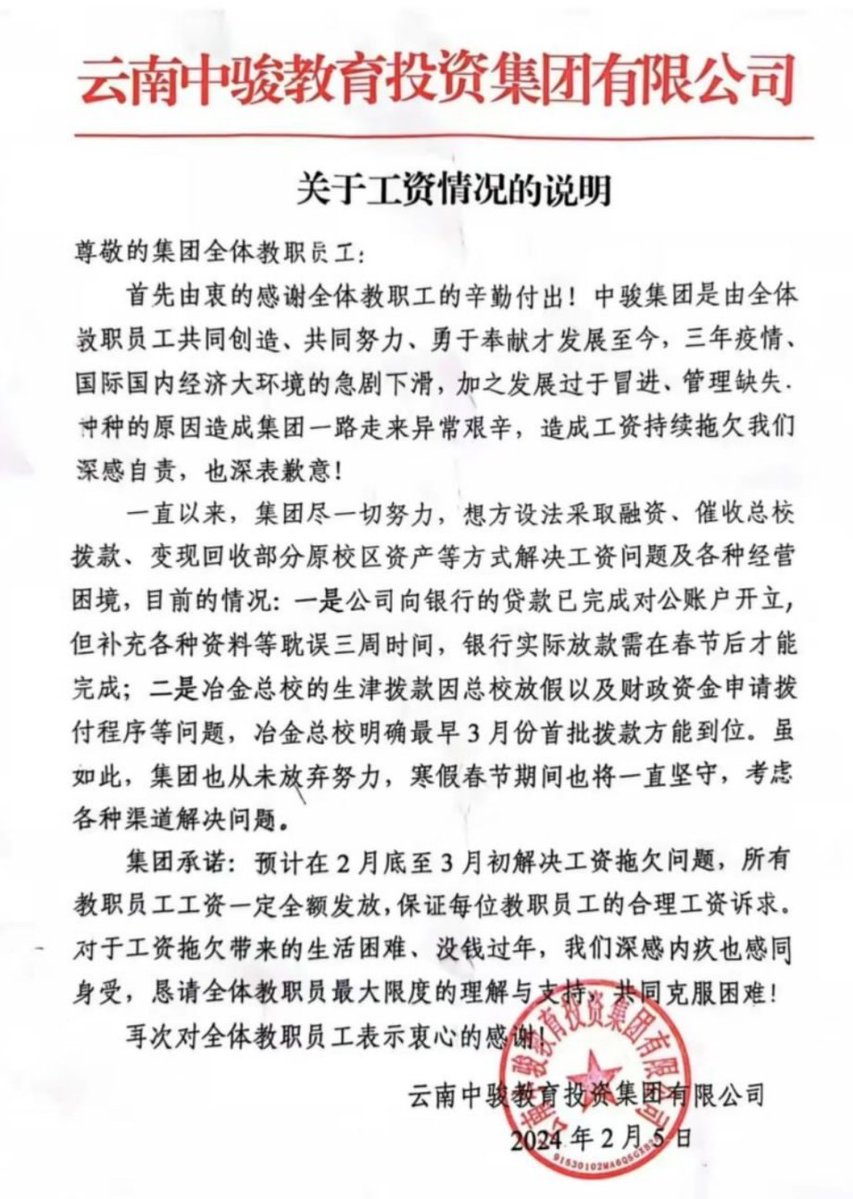 云南中骏教育投资集团有限公司
关于工资情况的说明
尊敬的集团全体教职员工:
首先由衷的感谢全体教职工的辛勤付出!中骏集团是由全体
教职员工共同创造、共同努力、勇于奉献才发展至今,三年疫情、
国际国内经济大环境的急剧下滑,加之发展过于冒进、管理缺失.
种种的原因造成集团一路走来异常艰辛,造成工资持续拖欠我们
深感自责,也深表歉意!
一直以来,集团尽一切努力,想方设法采取融资、催收总校
拨款、变现回收部分原校区资产等方式解决工资问题及各种经营
困境,目前的情况:一是公司向银行的贷款已完成对公账户开立,
但补充各种资料等耽误三周时间,银行实际放款需在春节后才能
完成;二是冶金总校的生津拨款因总校放假以及财政资金申请拨
付程序等问题,冶金总校明确最早3月份首批拨款方能到位。虽
如此,集团也从未放弃努力,寒假春节期间也将一直坚守,考虑
各种渠道解决问题。
集团承诺:预计在2月底至3月初解决工资拖欠问题,所有
教职员工工资一定全额发放,保证每位教职员工的合理工资诉求。
对于工资拖欠带来的生活困难、没钱过年,我们深感内疚也感同
身受,恳请全体教职员最大限度的理解与支持,共同克服困难!
再次对全体教职员工表示衷心的感谢!
云南中骏教育投资集团有限公司
2024年2月5日
云南中骏教育投资集团有限公司